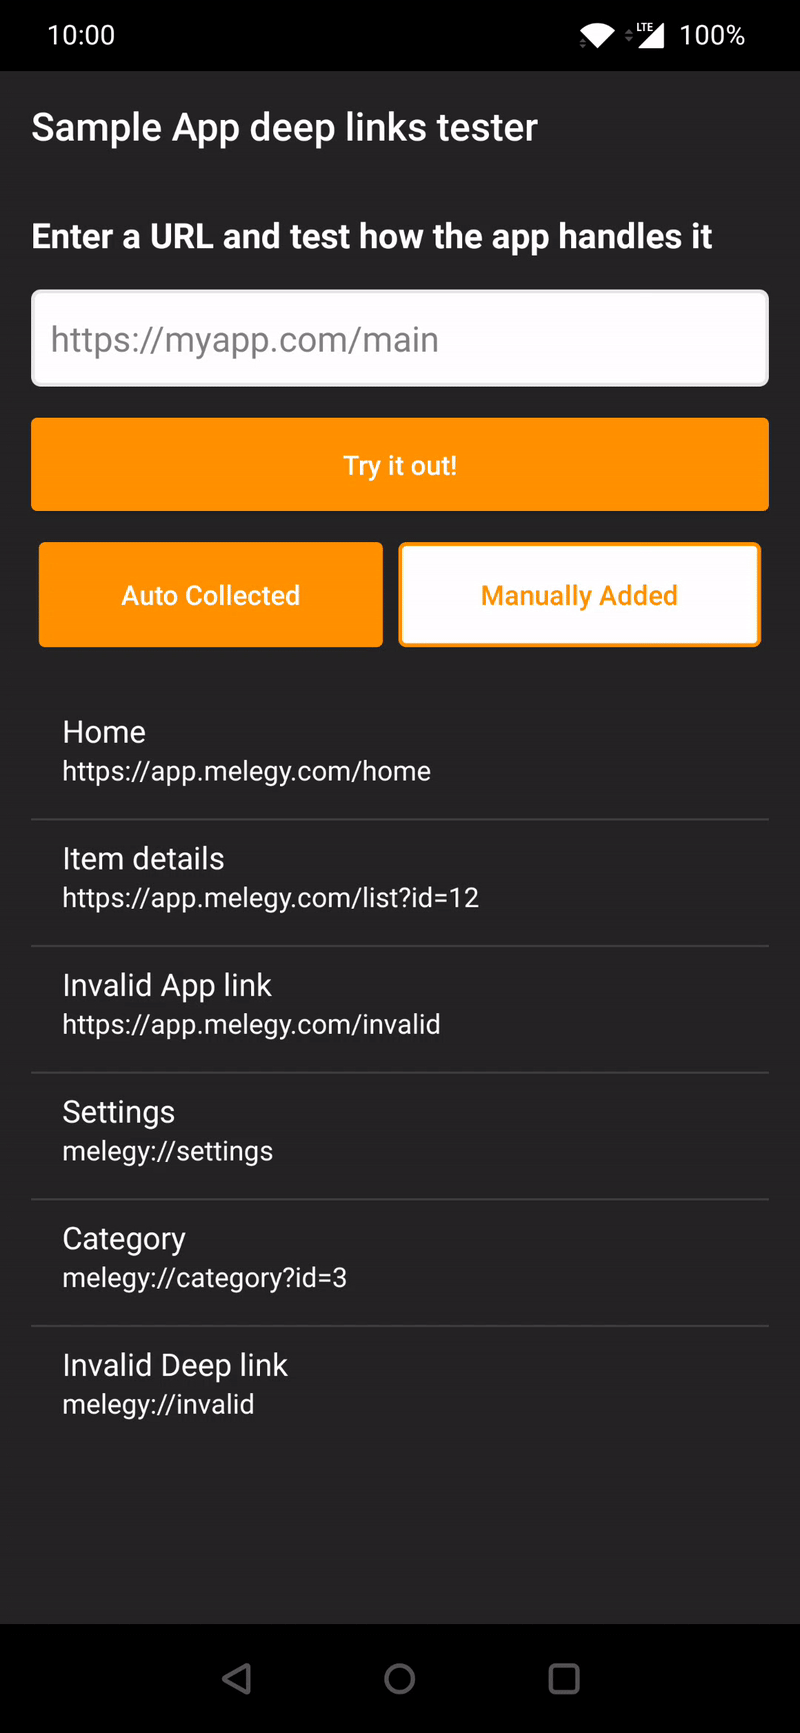 10:00 LTE 100%
Sample App deep links tester
Enter a URL and test how the app handles it
https://myapp.com/main
Try it out!
Auto Collected Manually Added
Home
https://app.melegy.com/home
Item details
https://app.melegy.com/list?id=12
Invalid App link
https://app.melegy.com/invalid
Settings
melegy://settings
Category
melegy://category?id=3
Invalid Deep link
melegy://invalid